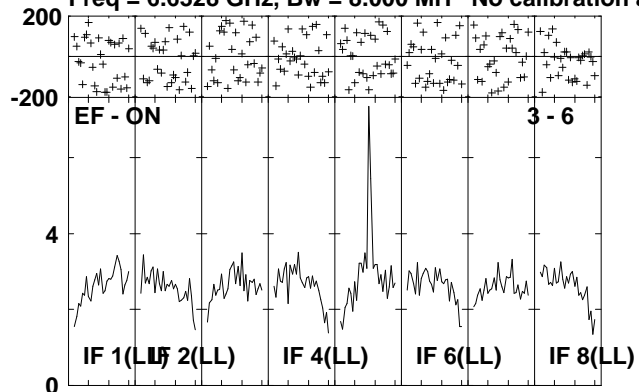 Freq = 6.6528 GHz, Bw = 8.000 MH No calibration a
200
-200
EF - ON 3 - 6
4
0
IF 1(LL) IF 2(LL) IF 4(LL) IF 6(LL) IF 8(LL)